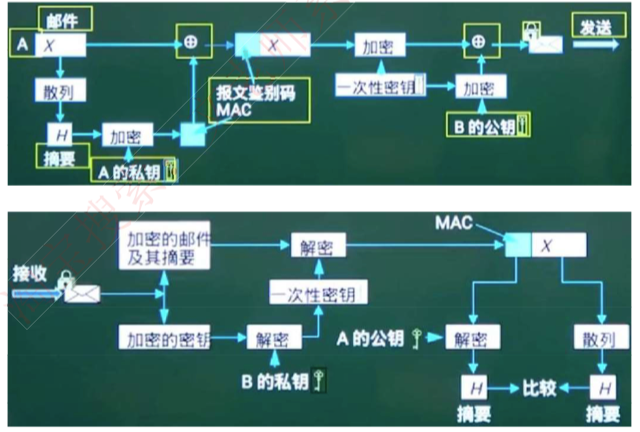 邮件
A
X
散列
H
摘要
加密
A 的私钥
报文鉴别码
MAC
X
加密
一次性密钥
加密
B 的公钥
发送
接收
加密的邮件
及其摘要
加密的密钥
解密
一次性密钥
解密
B 的私钥
MAC
X
A 的公钥
解密
散列
H
比较
H
摘要
摘要